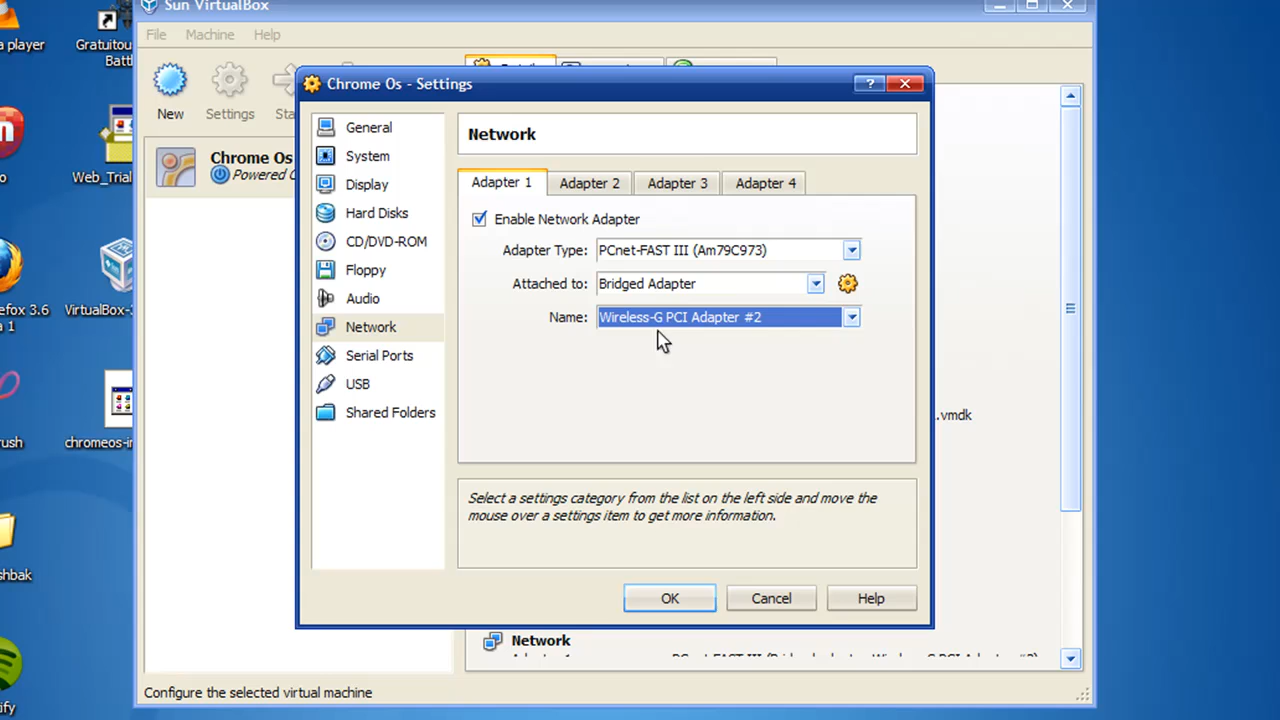 Sun VirtualBox
File Machine Help
New Settings Sta
Chrome Os
Powered O
Chrome Os - Settings
General
System
Display
Hard Disks
CD/DVD-ROM
Floppy
Audio
Network
Serial Ports
USB
Shared Folders
Network
Adapter 1 Adapter 2 Adapter 3 Adapter 4
Enable Network Adapter
Adapter Type: PCnet-FAST III (Am79C973)
Attached to: Bridged Adapter
Name: Wireless-G PCI Adapter #2
Select a settings category from the list on the left side and move the
mouse over a settings item to get more information.
OK Cancel Help
.vmdk
Network
Configure the selected virtual machine
a player
Gratuitou
Battl
Web_Trial
efox 3.6
a 1
VirtualBox-3
rush
chromeos-im
shbak
ify